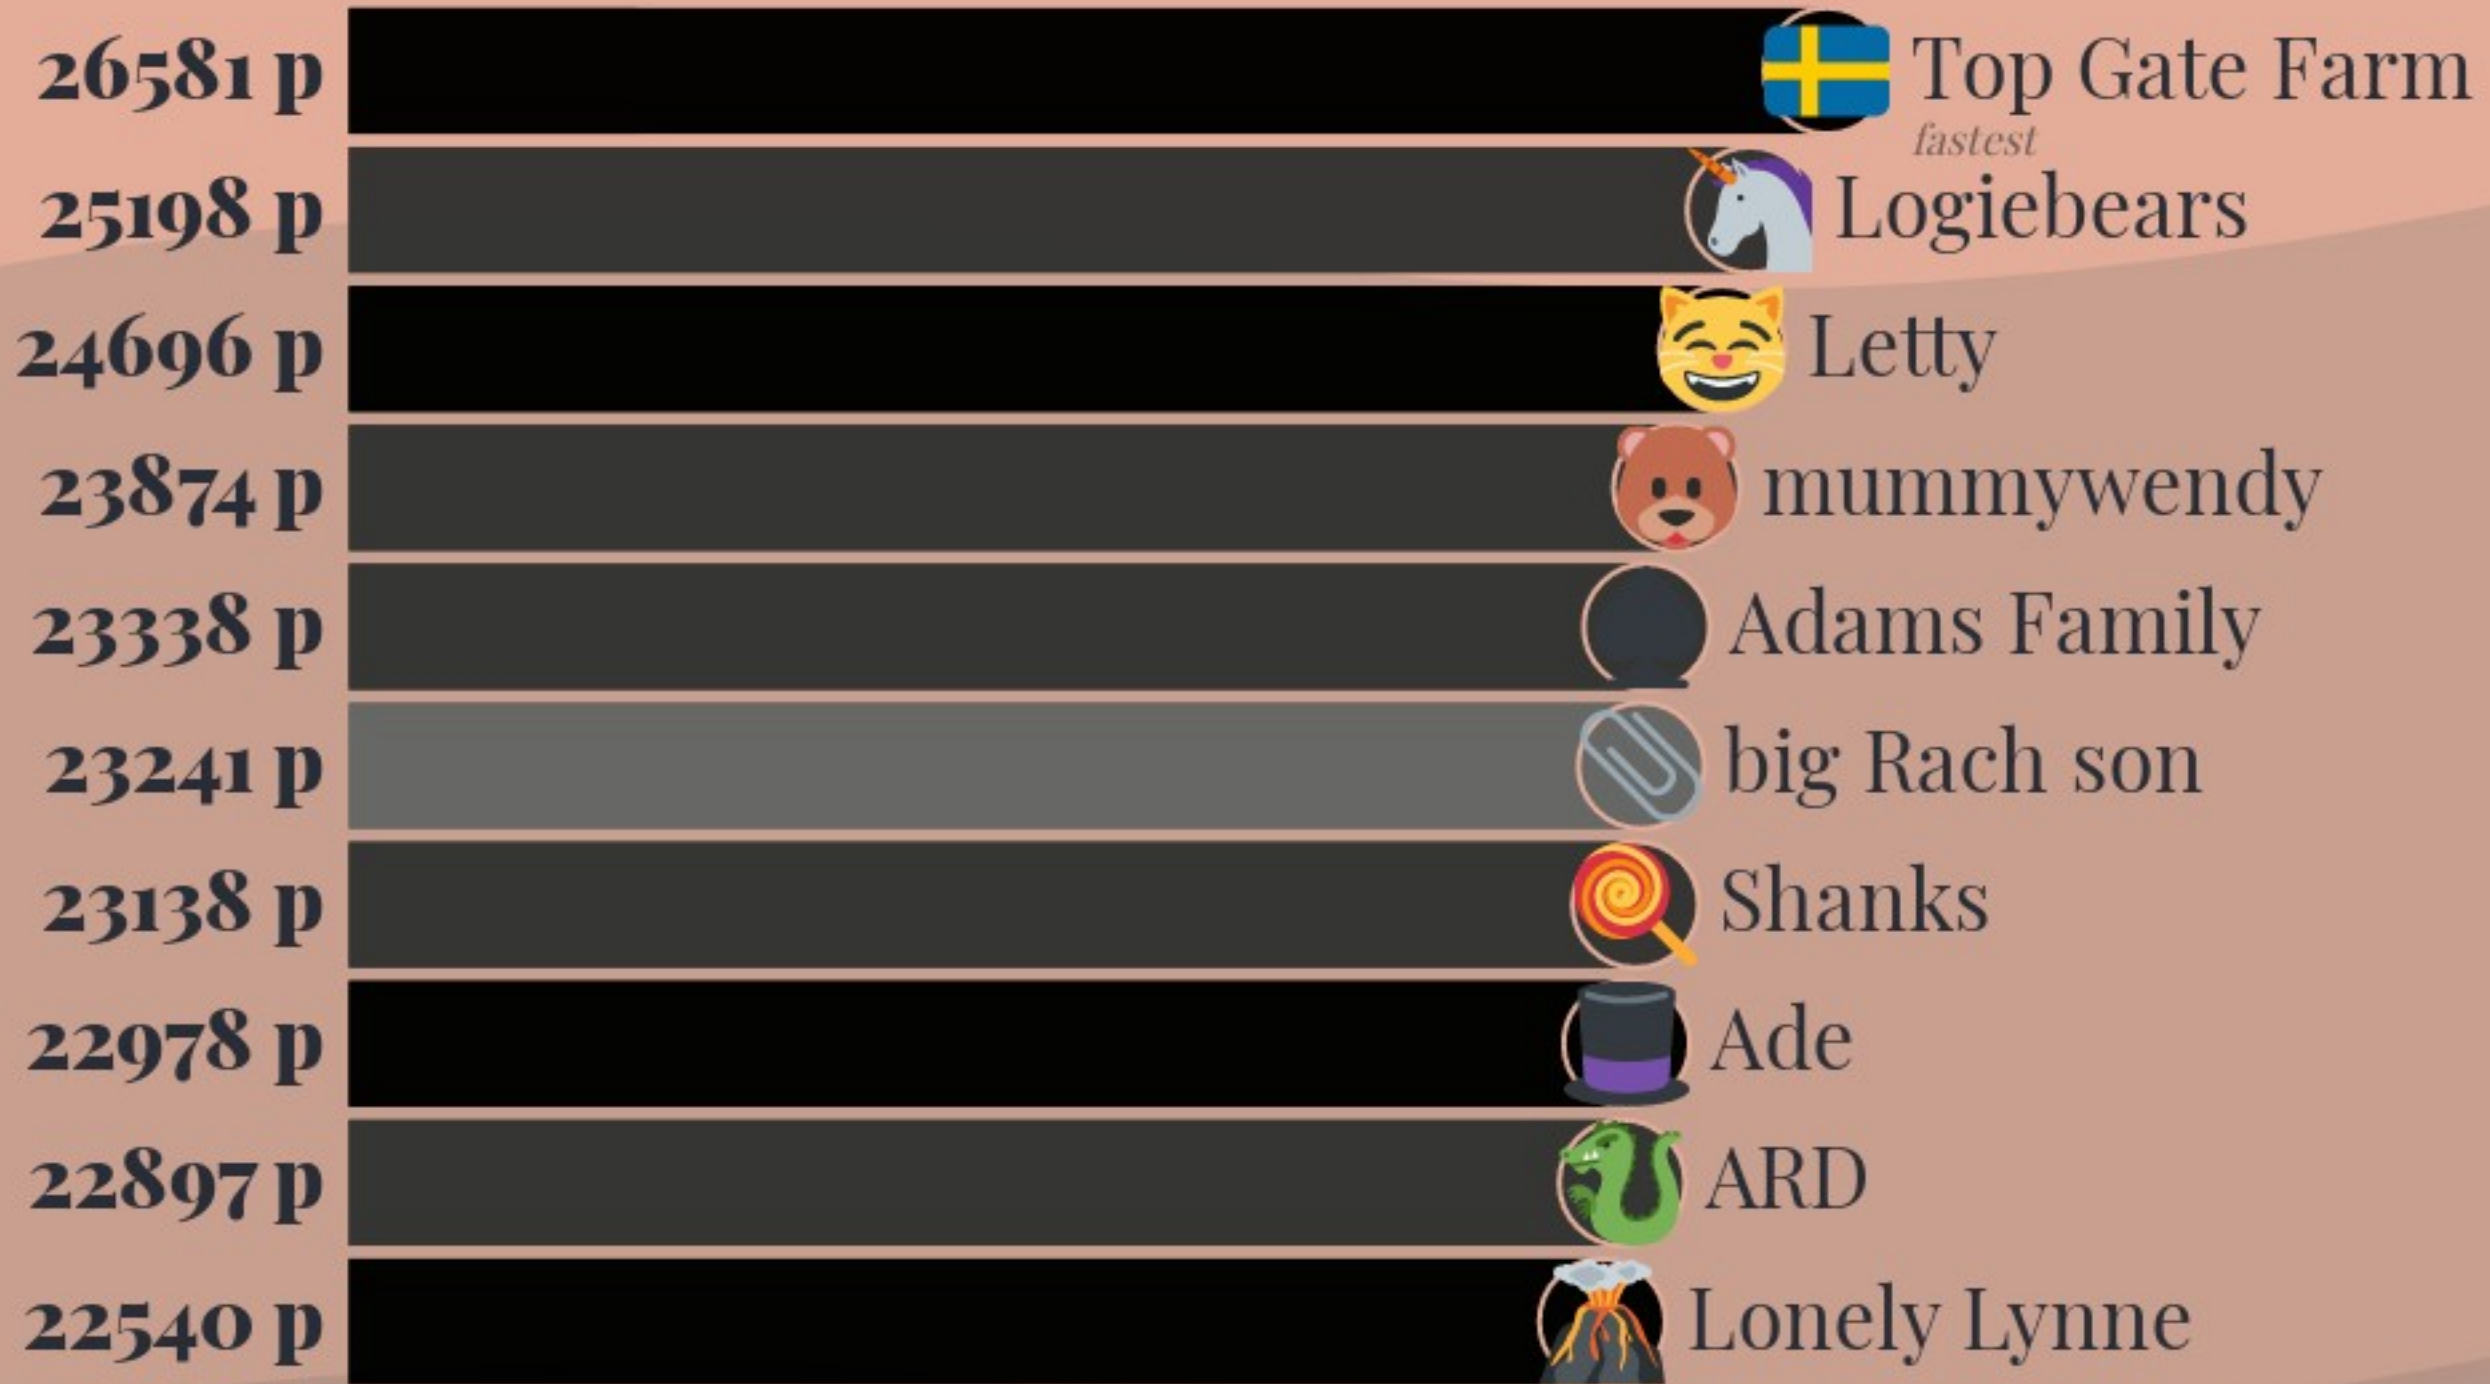 26581 p Top Gate Farm
fastest
25198 p Logiebears
24696 p Letty
23874 p mummywendy
23338 p Adams Family
23241 p big Rach son
23138 p Shanks
22978 p Ade
22897 p ARD
22540 p Lonely Lynne